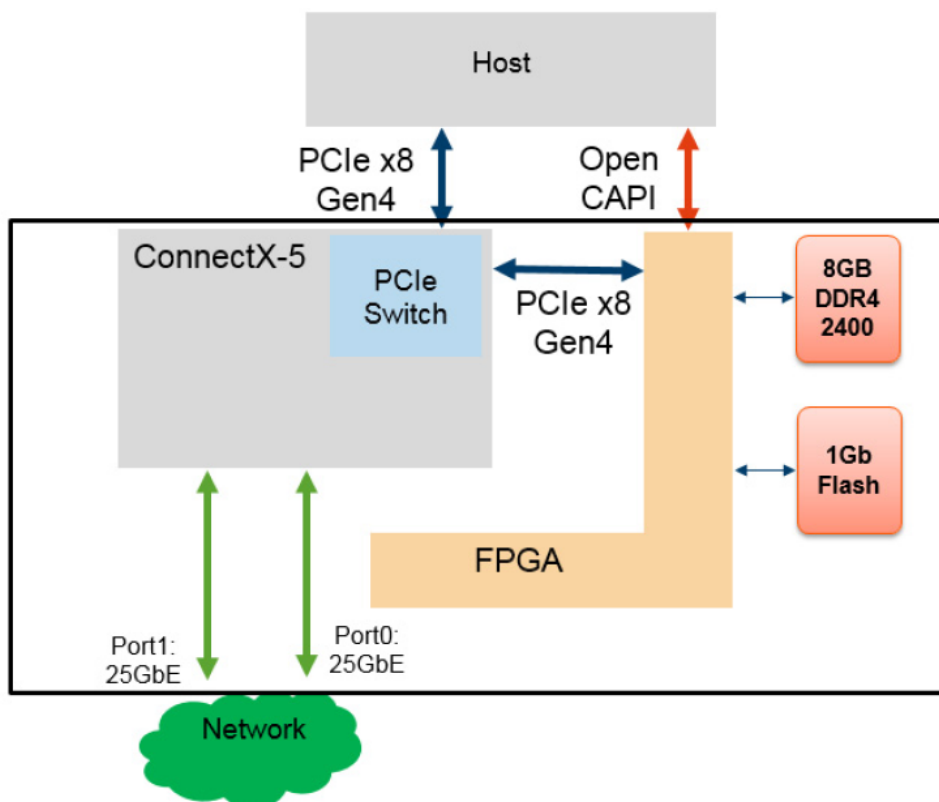 Host
PCIe x8
Gen4
Open
CAPI
ConnectX-5
PCIe
Switch
PCIe x8
Gen4
8GB
DDR4
2400
1Gb
Flash
FPGA
Port1:
25GbE
Port0:
25GbE
Network